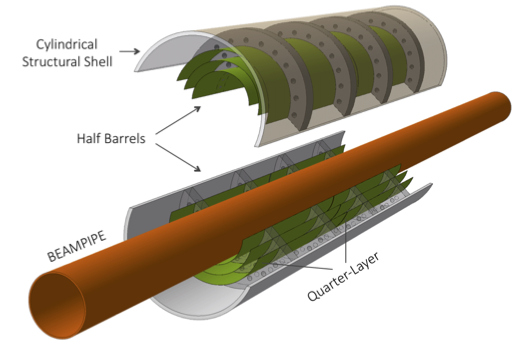 Cylindrical
Structural Shell
Half Barrels
BEAMPIPE
Quarter-Layer